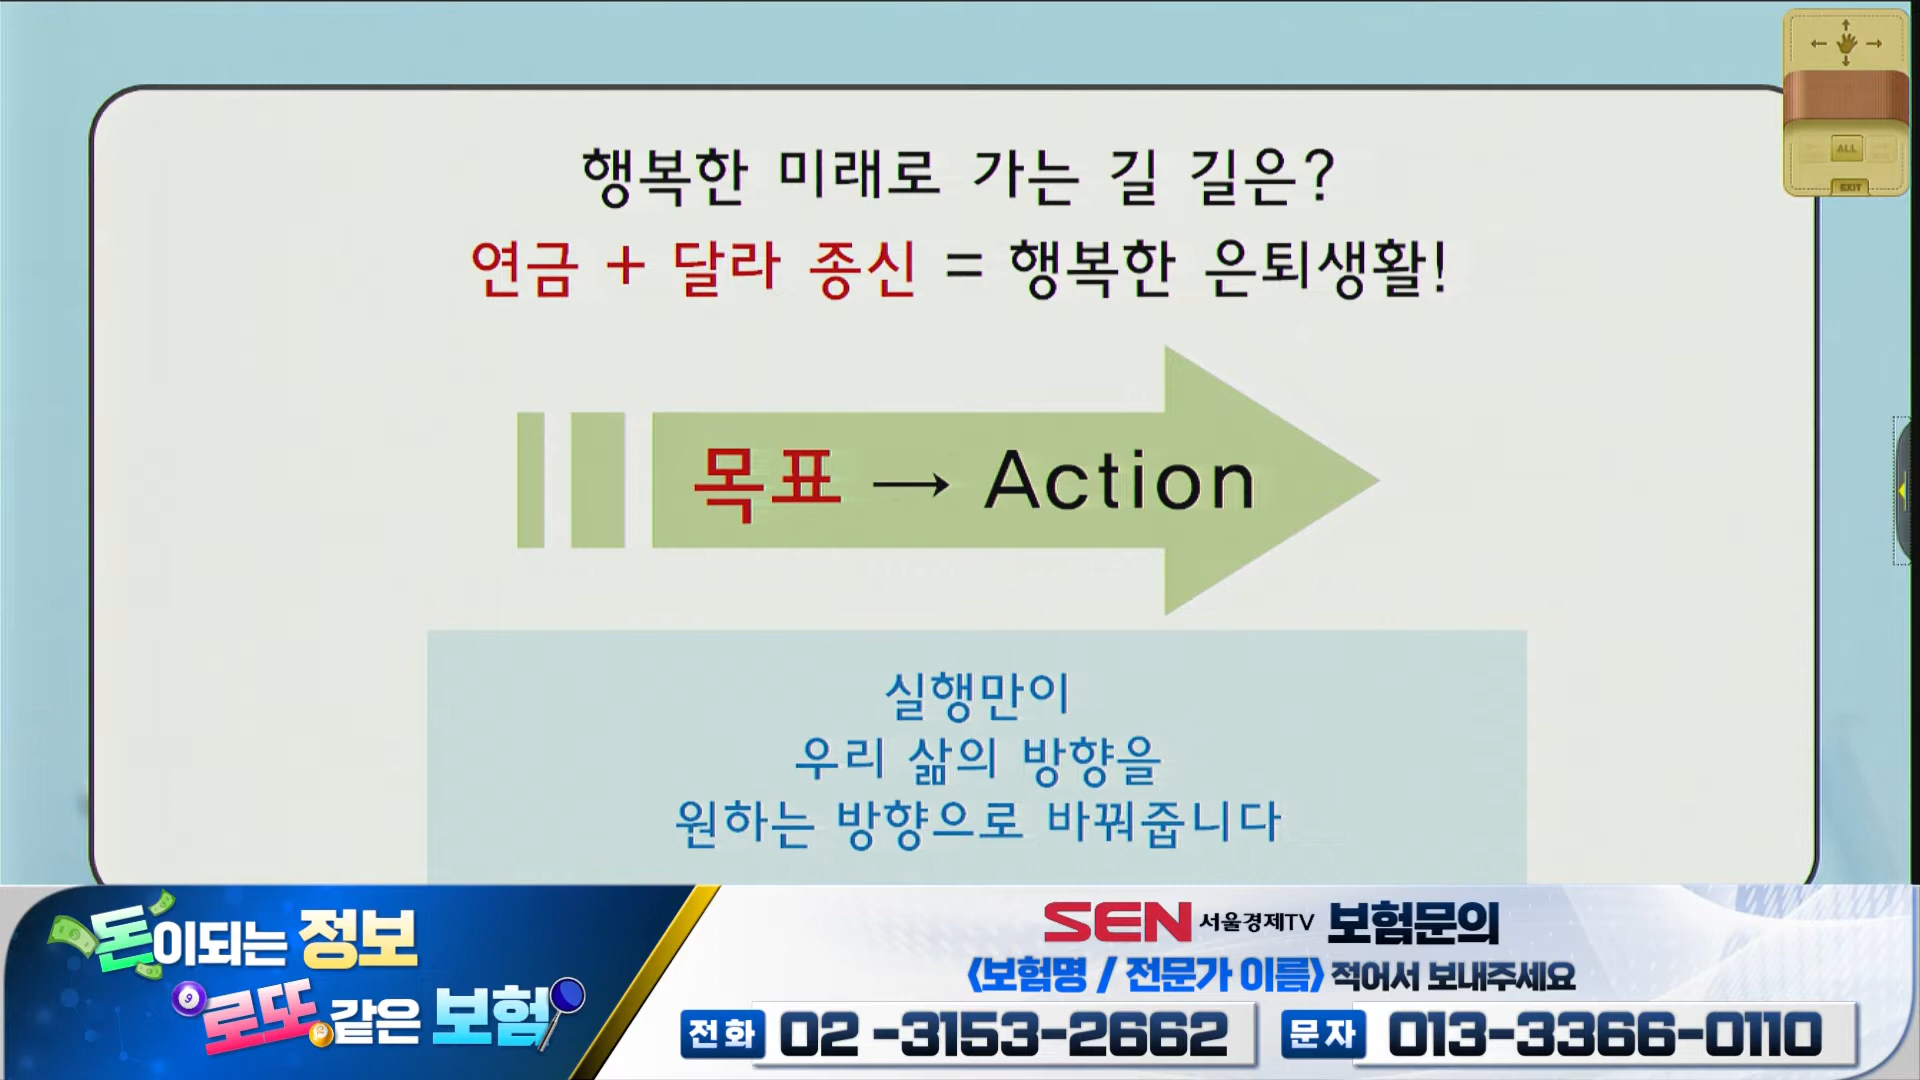 행복한 미래로 가는 길 길은?
연금 + 달라 종신 = 행복한 은퇴생활!
목표 → Action
실행만이
우리 삶의 방향을
원하는 방향으로 바꿔줍니다
ALL
EXIT
돈이되는 정보
9 로또 같은 보험
SEN 서울경제TV 보험문의
<보험명 / 전문가 이름> 적어서 보내주세요
전화 02 -3153-2662 문자 013-3366-0110